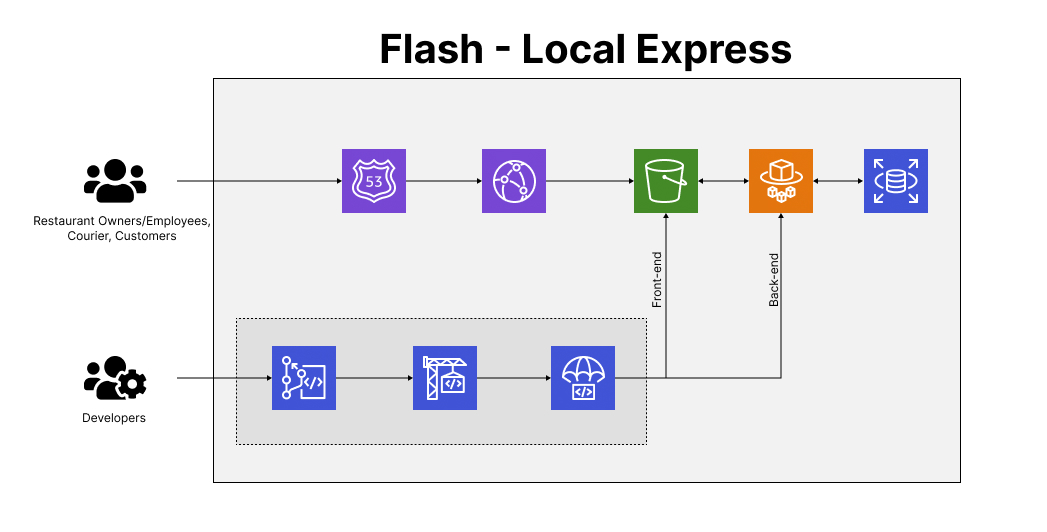 Flash - Local Express
53
Restaurant Owners/Employees,
Courier, Customers
Front-end
Back-end
</>
</>
</>
Developers